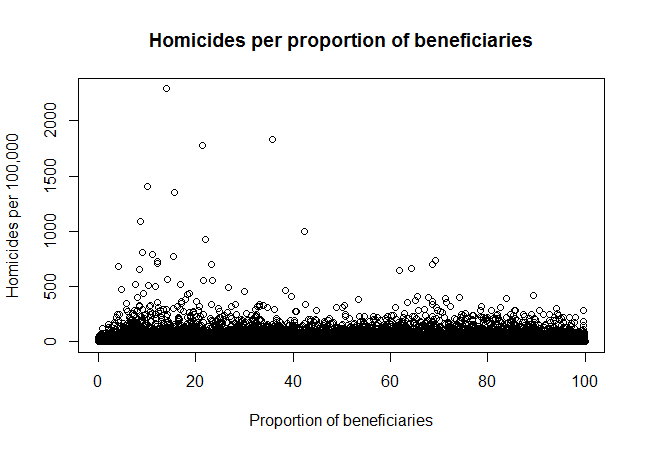 Homicides per proportion of beneficiaries
Homicides per 100,000
2000
1500
1000
500
0
0 20 40 60 80 100
Proportion of beneficiaries